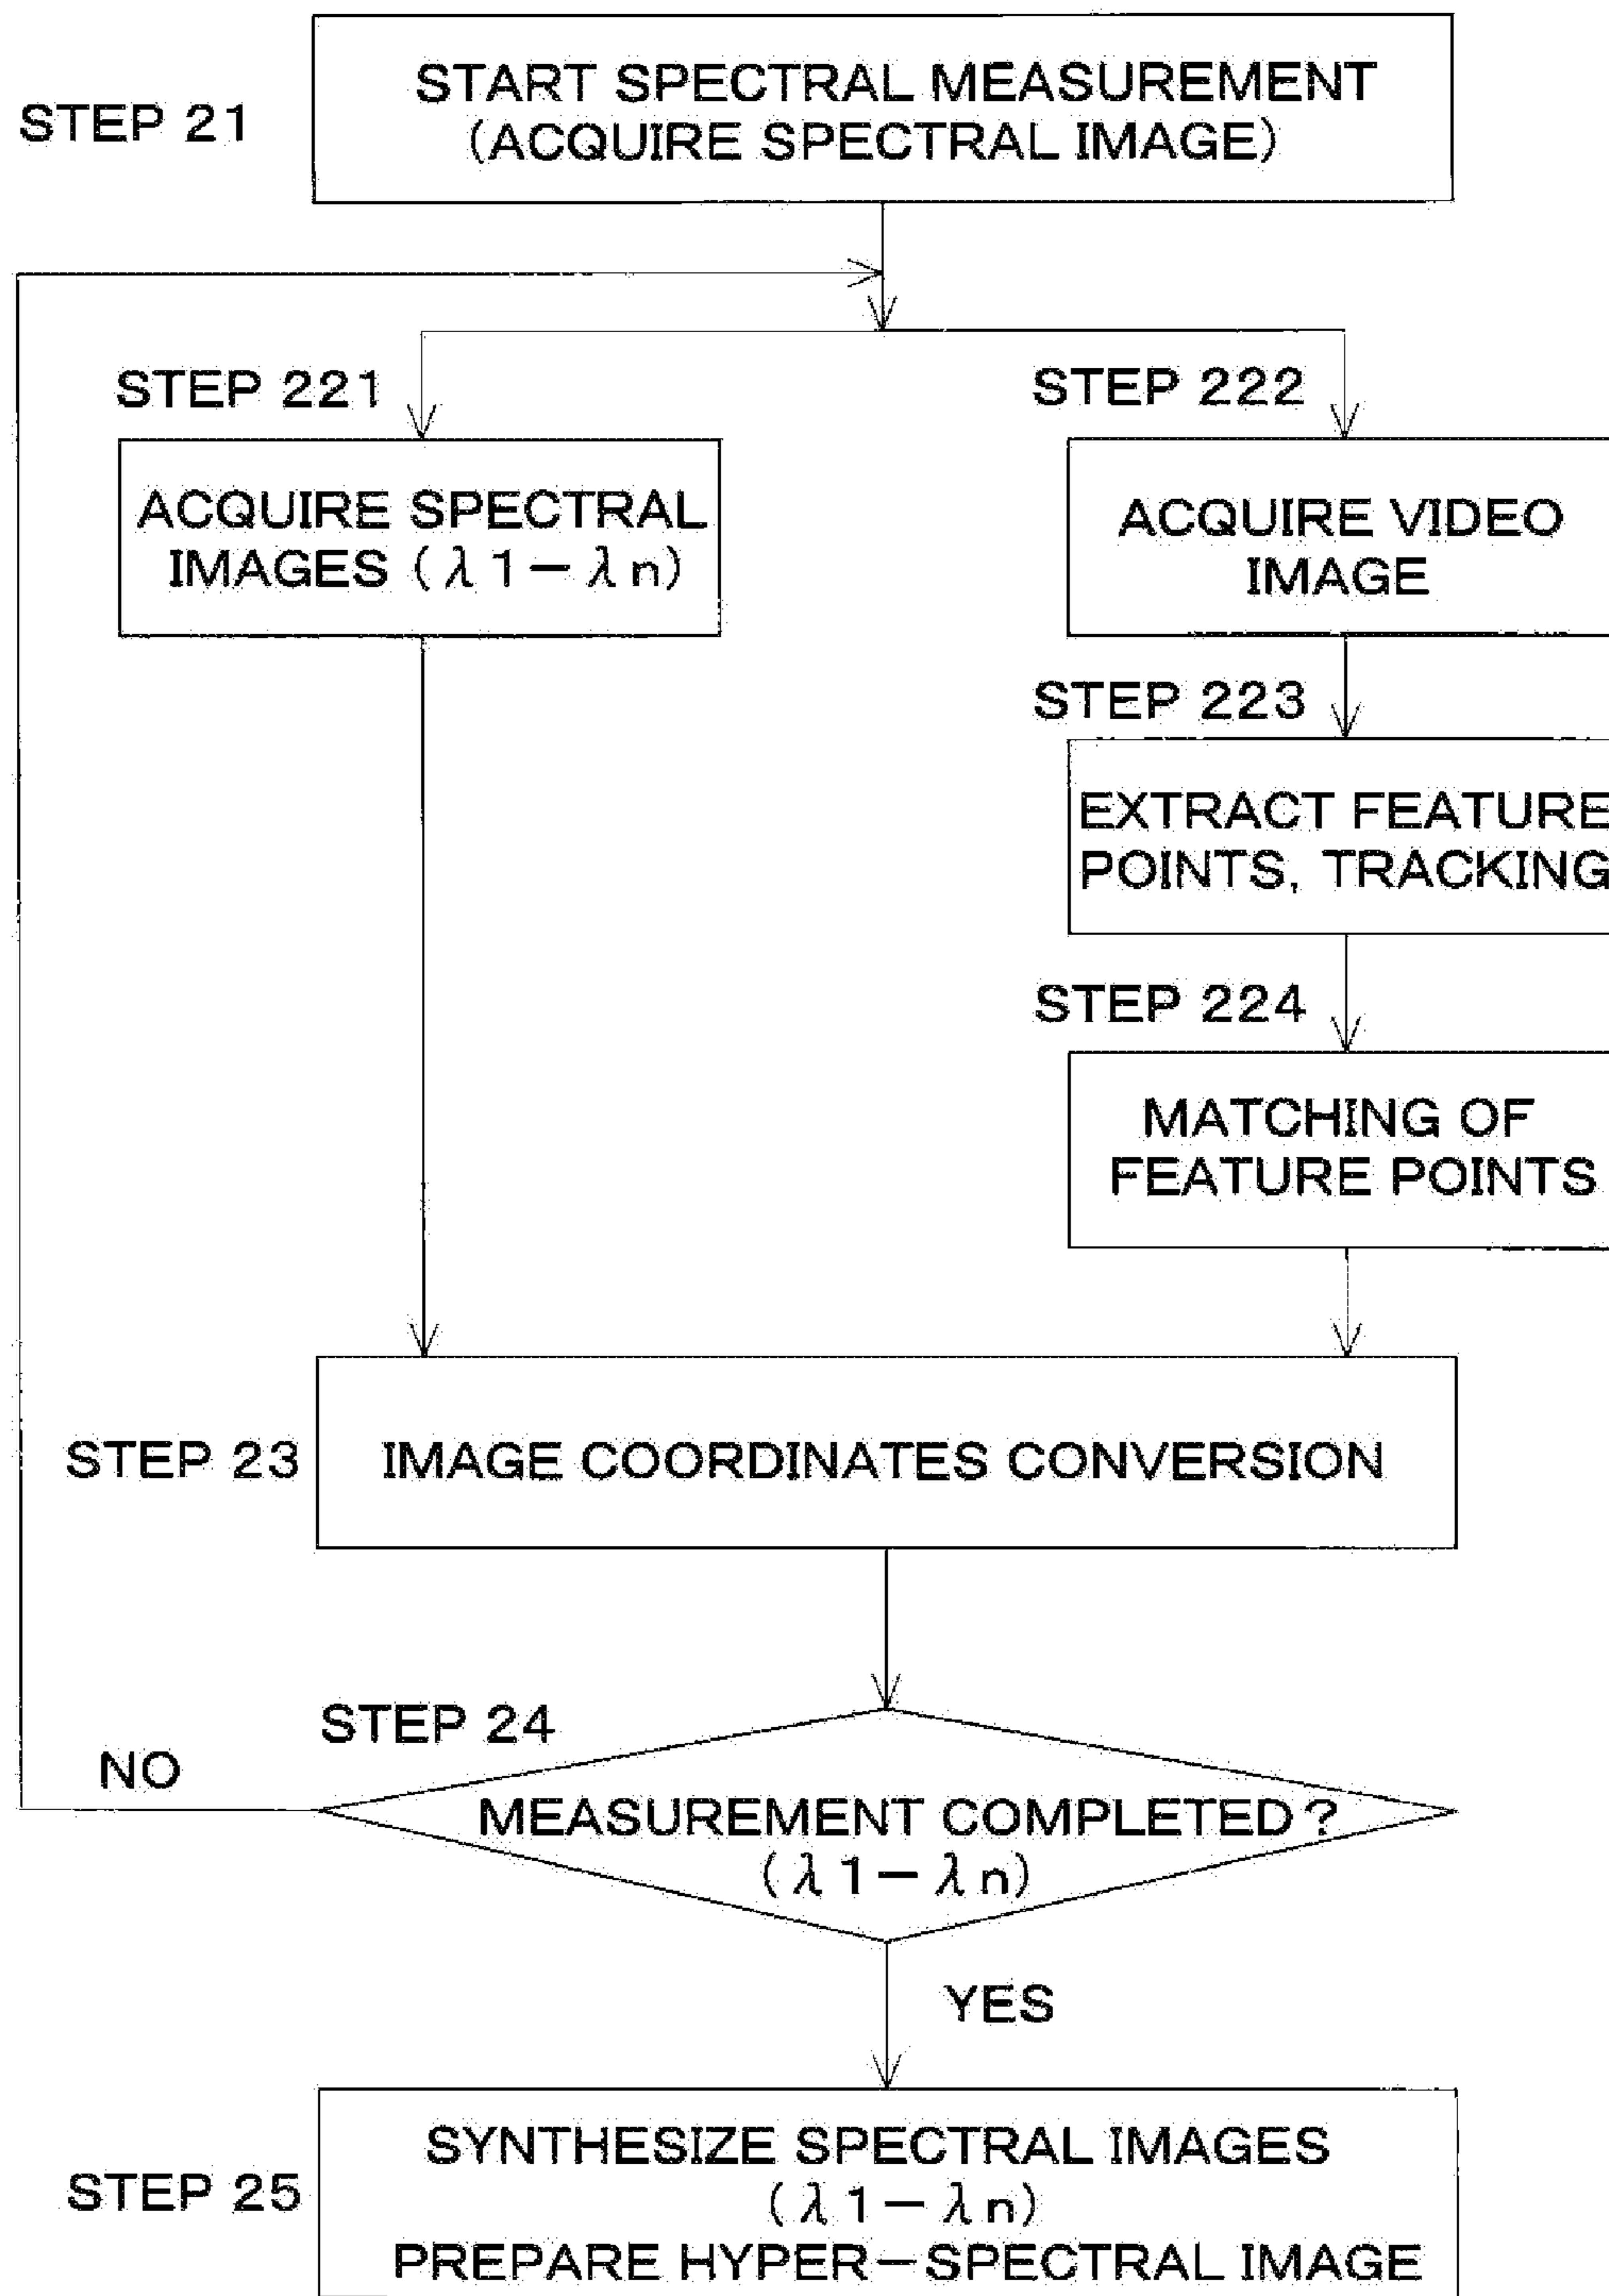 START SPECTRAL MEASUREMENT
STEP 21
(ACQUIRE SPECTRAL IMAGE)
STEP 221
STEP 222
ACQUIRE SPECTRAL
IMAGES (λ1－λn)
ACQUIRE VIDEO
IMAGE
STEP 223
EXTRACT FEATURE
POINTS, TRACKING
STEP 224
MATCHING OF
FEATURE POINTS
STEP 23
IMAGE COORDINATES CONVERSION
STEP 24
NO
MEASUREMENT COMPLETED?
(λ1－λn)
YES
SYNTHESIZE SPECTRAL IMAGES
STEP 25
(λ1－λn)
PREPARE HYPER－SPECTRAL IMAGE